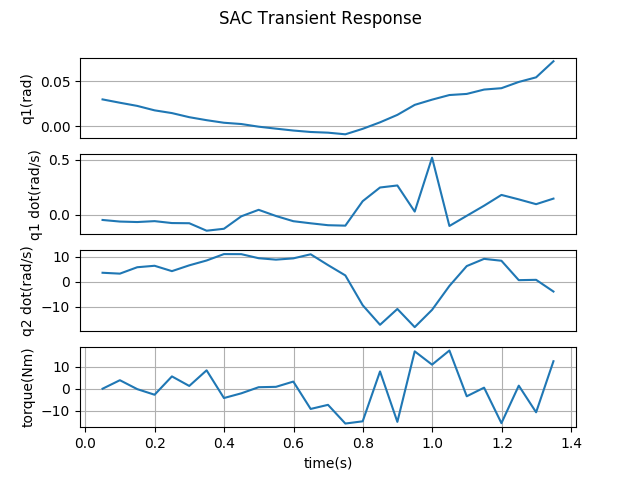 SAC Transient Response
q1(rad)
0.05
0.00
q1 dot(rad/s)
0.5
0.0
q2 dot(rad/s)
10
0
−10
torque(Nm)
10
0
−10
0.0 0.2 0.4 0.6 0.8 1.0 1.2 1.4
time(s)